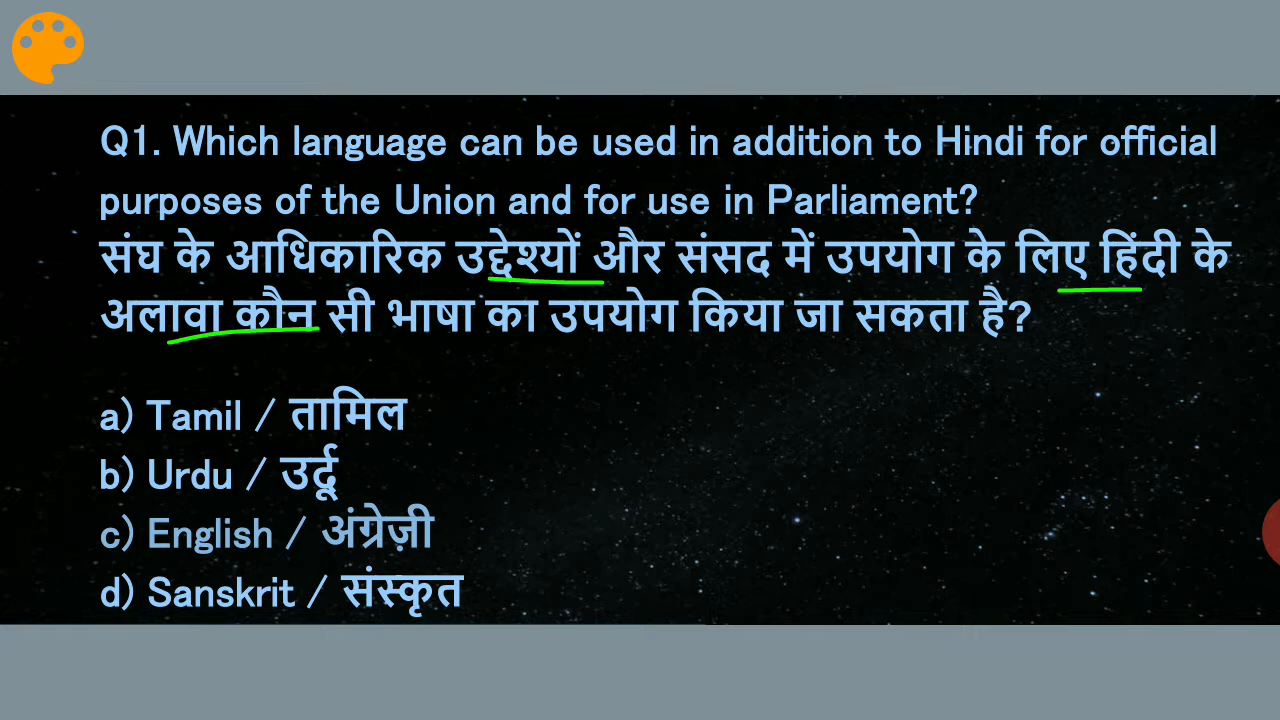 Q1. Which language can be used in addition to Hindi for official
purposes of the Union and for use in Parliament?
संघ के आधिकारिक उद्देश्यों और संसद में उपयोग के लिए हिंदी के
अलावा कौन सी भाषा का उपयोग किया जा सकता है?
a) Tamil / तामिल
b) Urdu / उर्दू
c) English / अंग्रेज़ी
d) Sanskrit / संस्कृत